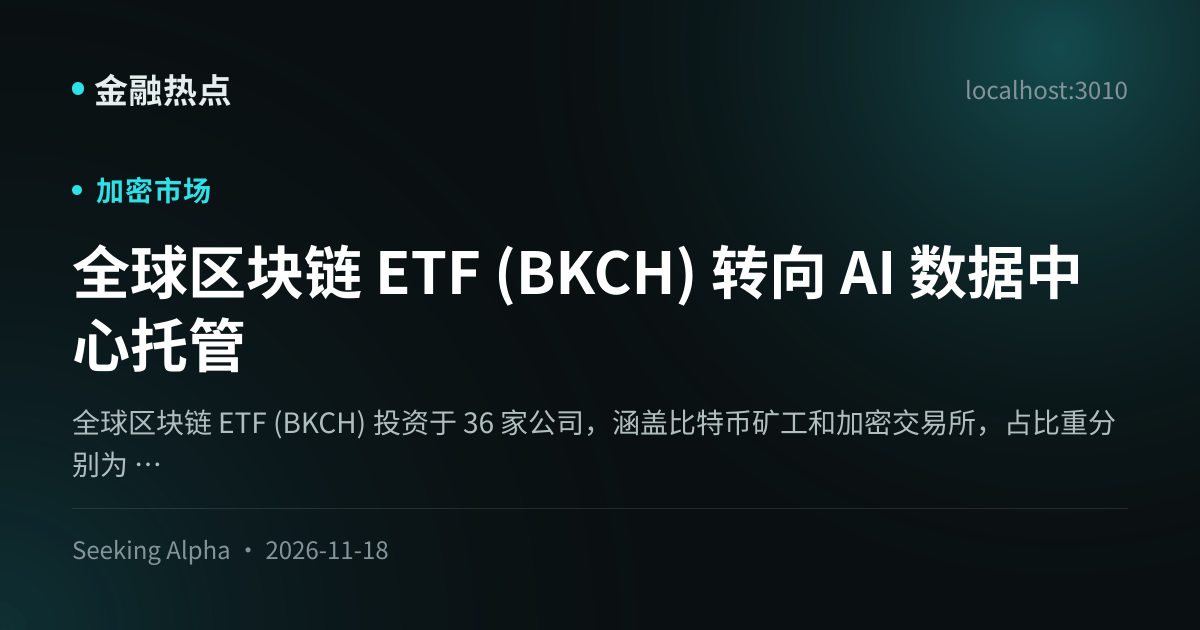 金融热点
localhost:3010
加密市场
全球区块链 ETF (BKCH) 转向 AI 数据中
心托管
全球区块链 ETF (BKCH) 投资于 36 家公司，涵盖比特币矿工和加密交易所，占比重分
别为 …
Seeking Alpha • 2026-11-18